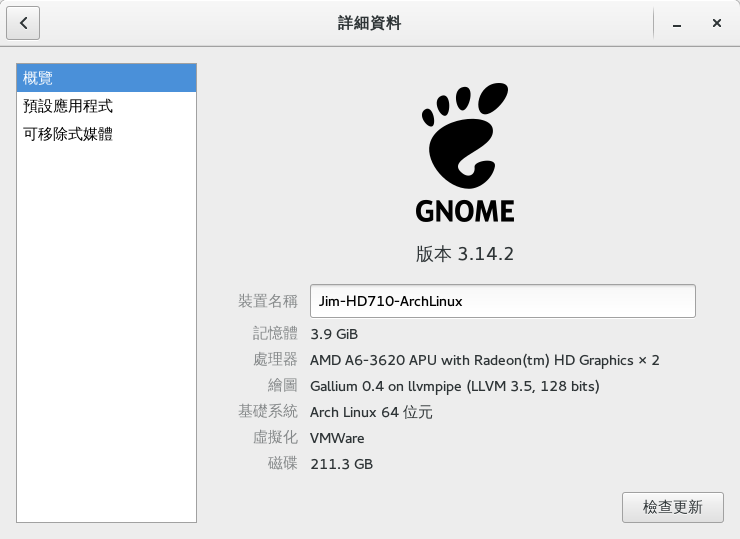 詳細資料
概覽
預設應用程式
可移除式媒體
GNOME
版本 3.14.2
裝置名稱 Jim-HD710-ArchLinux
記憶體 3.9 GiB
處理器 AMD A6-3620 APU with Radeon(tm) HD Graphics × 2
繪圖 Gallium 0.4 on llvmpipe (LLVM 3.5, 128 bits)
基礎系統 Arch Linux 64 位元
虛擬化 VMWare
磁碟 211.3 GB
檢查更新